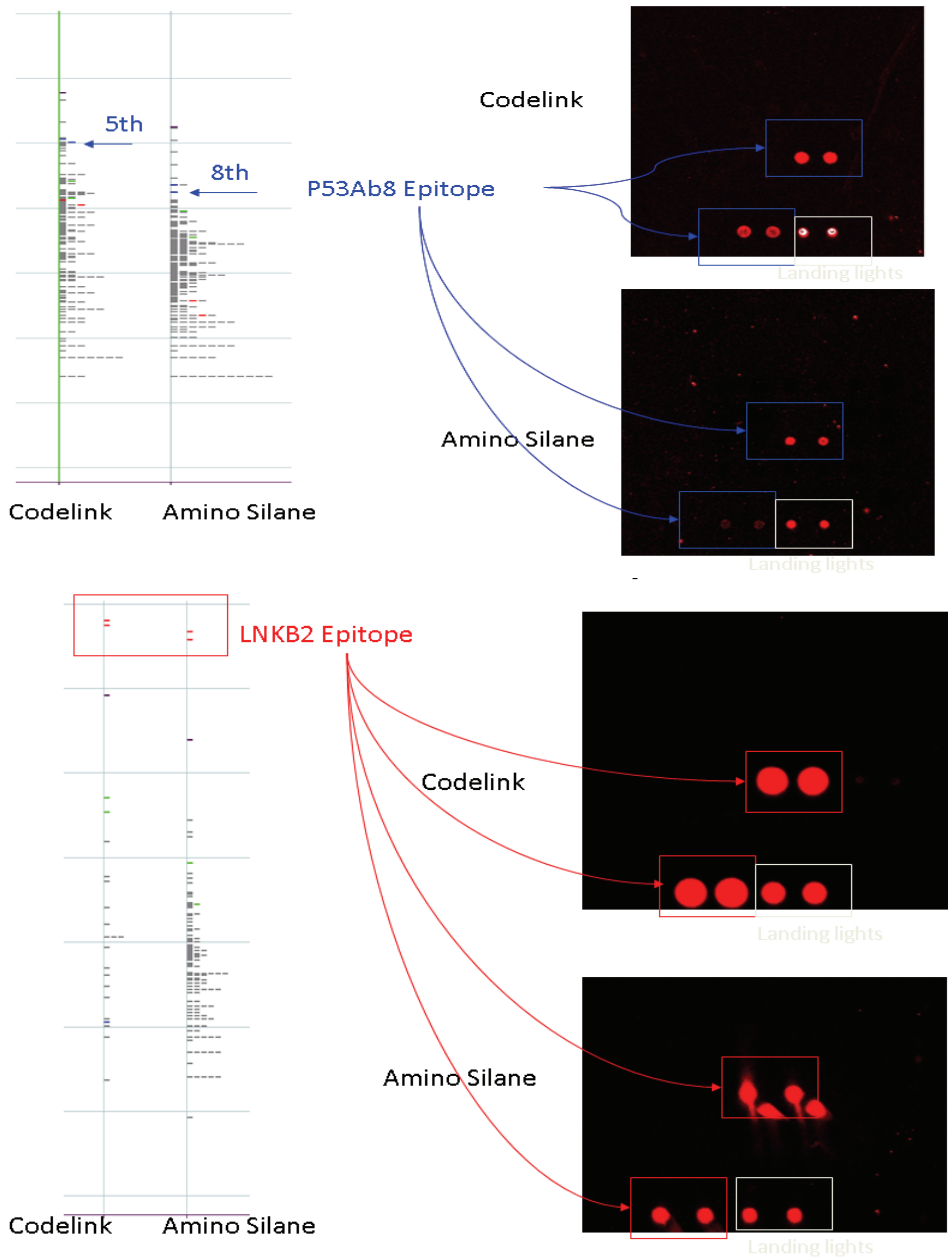 Codelink
5th
8th
P53Ab8 Epitope
Landing lights
Amino Silane
Codelink
Amino Silane
Landing lights
-
LNKB2 Epitope
Codelink
Landing lights
Amino Silane
Codelink
Amino Silane
Landing lights